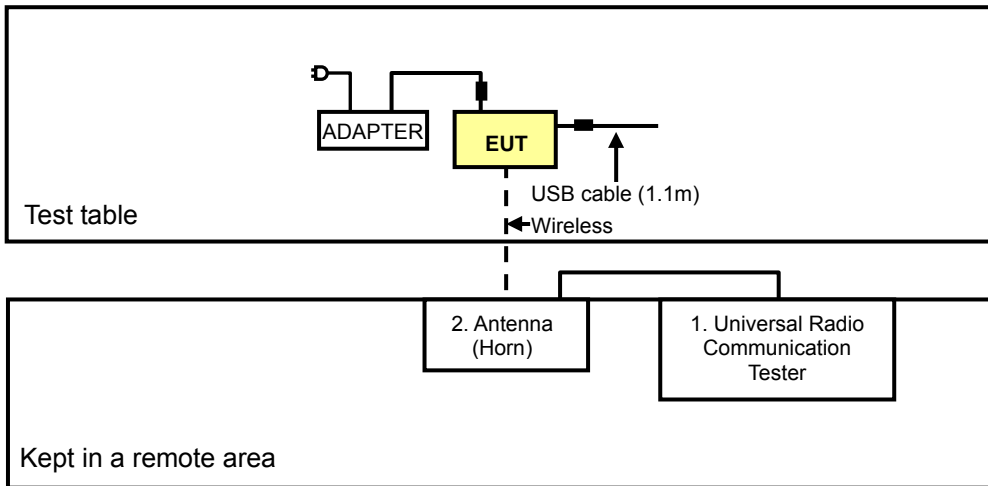 ADAPTER
EUT
USB cable (1.1m)
Wireless
Test table
2. Antenna
(Horn)
1. Universal Radio
Communication
Tester
Kept in a remote area